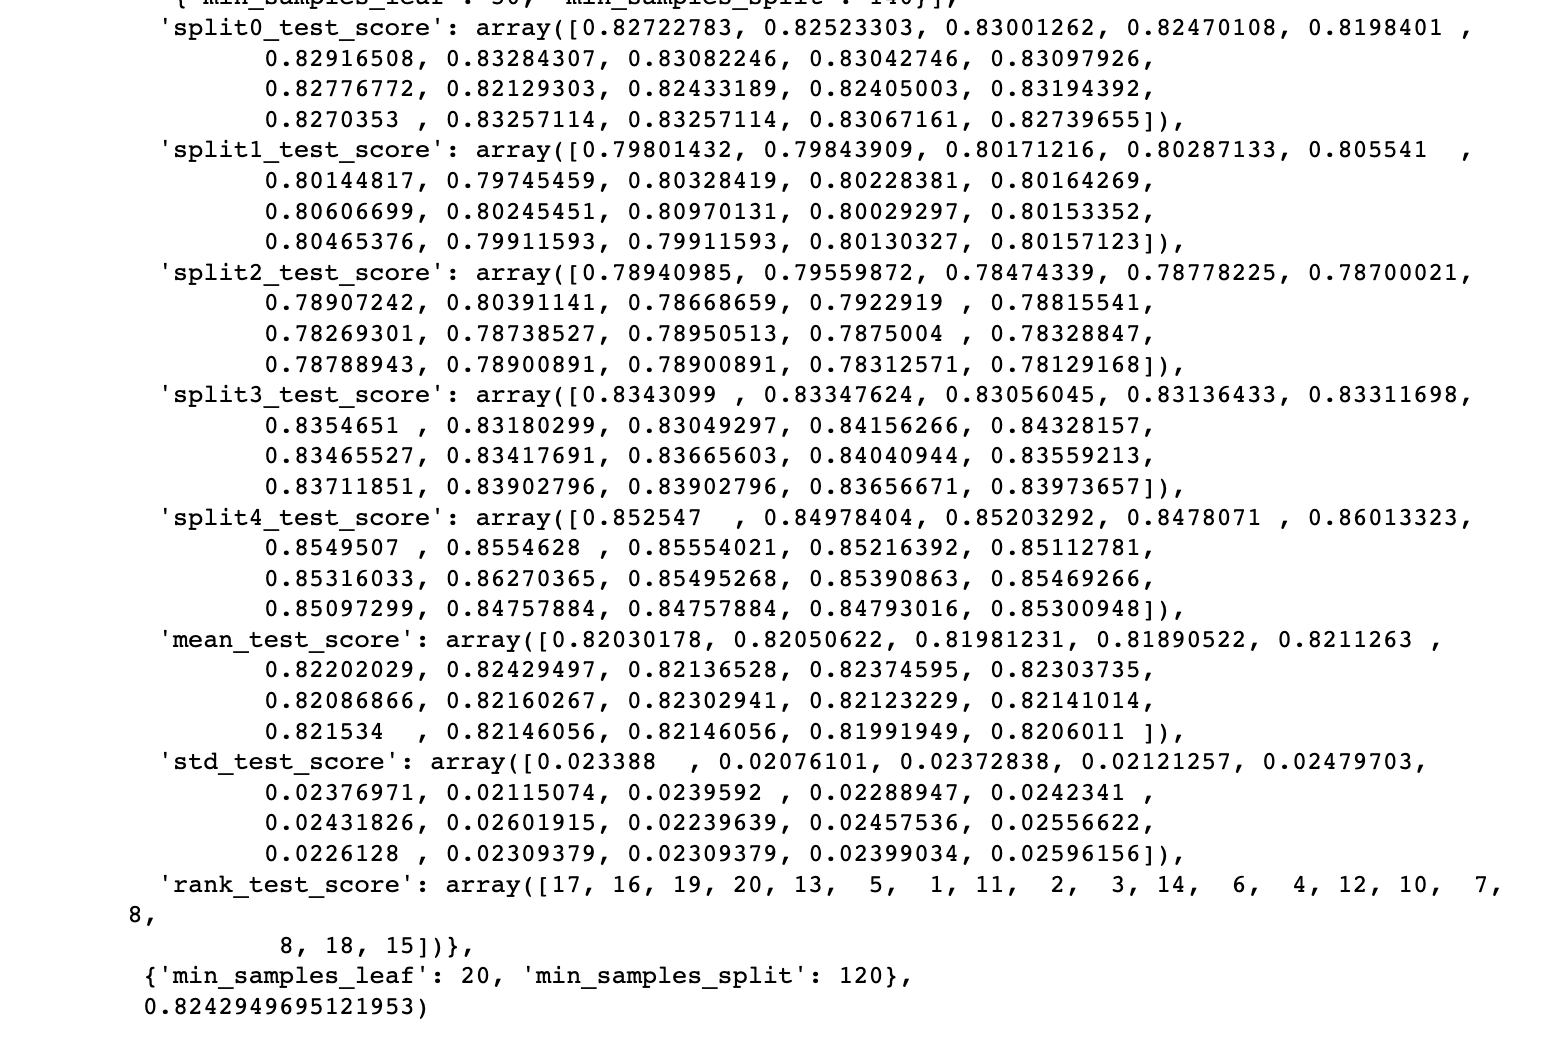 {'min_samples_leaf': 50, 'min_samples_split': 140}],
'split0_test_score': array([0.82722783, 0.82523303, 0.83001262, 0.82470108, 0.8198401 ,
0.82916508, 0.83284307, 0.83082246, 0.83042746, 0.83097926,
0.82776772, 0.82129303, 0.82433189, 0.82405003, 0.83194392,
0.8270353 , 0.83257114, 0.83257114, 0.83067161, 0.82739655]),
'split1_test_score': array([0.79801432, 0.79843909, 0.80171216, 0.80287133, 0.805541  ,
0.80144817, 0.79745459, 0.80328419, 0.80228381, 0.80164269,
0.80606699, 0.80245451, 0.80970131, 0.80029297, 0.80153352,
0.80465376, 0.79911593, 0.79911593, 0.80130327, 0.80157123]),
'split2_test_score': array([0.78940985, 0.79559872, 0.78474339, 0.78778225, 0.78700021,
0.78907242, 0.80391141, 0.78668659, 0.7922919 , 0.78815541,
0.78269301, 0.78738527, 0.78950513, 0.7875004 , 0.78328847,
0.78788943, 0.78900891, 0.78900891, 0.78312571, 0.78129168]),
'split3_test_score': array([0.8343099 , 0.83347624, 0.83056045, 0.83136433, 0.83311698,
0.8354651 , 0.83180299, 0.83049297, 0.84156266, 0.84328157,
0.83465527, 0.83417691, 0.83665603, 0.84040944, 0.83559213,
0.83711851, 0.83902796, 0.83902796, 0.83656671, 0.83973657]),
'split4_test_score': array([0.852547  , 0.84978404, 0.85203292, 0.8478071 , 0.86013323,
0.8549507 , 0.8554628 , 0.85554021, 0.85216392, 0.85112781,
0.85316033, 0.86270365, 0.85495268, 0.85390863, 0.85469266,
0.85097299, 0.84757884, 0.84757884, 0.84793016, 0.85300948]),
'mean_test_score': array([0.82030178, 0.82050622, 0.81981231, 0.81890522, 0.8211263 ,
0.82202029, 0.82429497, 0.82136528, 0.82374595, 0.82303735,
0.82086866, 0.82160267, 0.82302941, 0.82123229, 0.82141014,
0.821534  , 0.82146056, 0.82146056, 0.81991949, 0.8206011 ]),
'std_test_score': array([0.023388  , 0.02076101, 0.02372838, 0.02121257, 0.02479703,
0.02376971, 0.02115074, 0.0239592 , 0.02288947, 0.0242341 ,
0.02431826, 0.02601915, 0.02239639, 0.02457536, 0.02556622,
0.0226128 , 0.02309379, 0.02309379, 0.02399034, 0.02596156]),
'rank_test_score': array([17, 16, 19, 20, 13,  5,  1, 11,  2,  3, 14,  6,  4, 12, 10,  7,
8,
8, 18, 15])},
{'min_samples_leaf': 20, 'min_samples_split': 120},
0.8242949695121953)